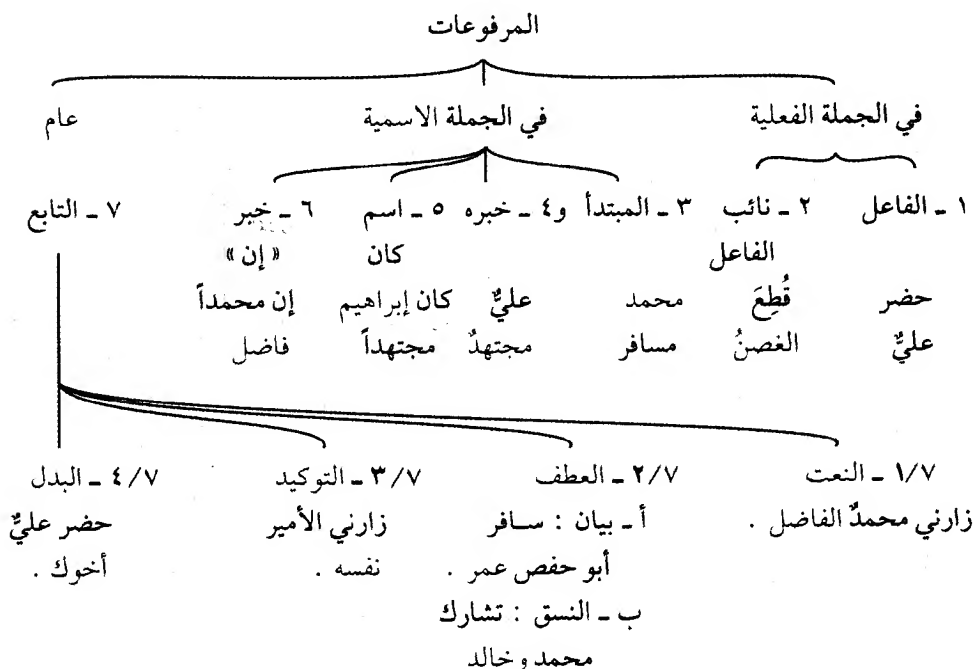 المرفوعات
في الجملة الفعلية في الجملة الاسمية عام
١ ـ الفاعل ٢ ـ نائب ٣ ـ المبتدأ و٤ ـ خبره ٥ ـ اسم ٦ ـ خبر ٧ ـ التابع
الفاعل كان « إن »
حضر قُطِعَ محمد عليٌّ كان إبراهيم إن محمداً
عليٌّ الغصنُ مسافر مجتهدٌ مجتهداً فاضل
١/٧ ـ النعت ٢/٧ ـ العطف ٣/٧ ـ التوكيد ٤/٧ ـ البدل
زارني محمدٌ الفاضل . أ ـ بيان : سافر زارني الأمير حضر عليٌّ
أبو حفص عمر . نفسه . أخوك .
ب ـ النسق : تشارك
محمد وخالد